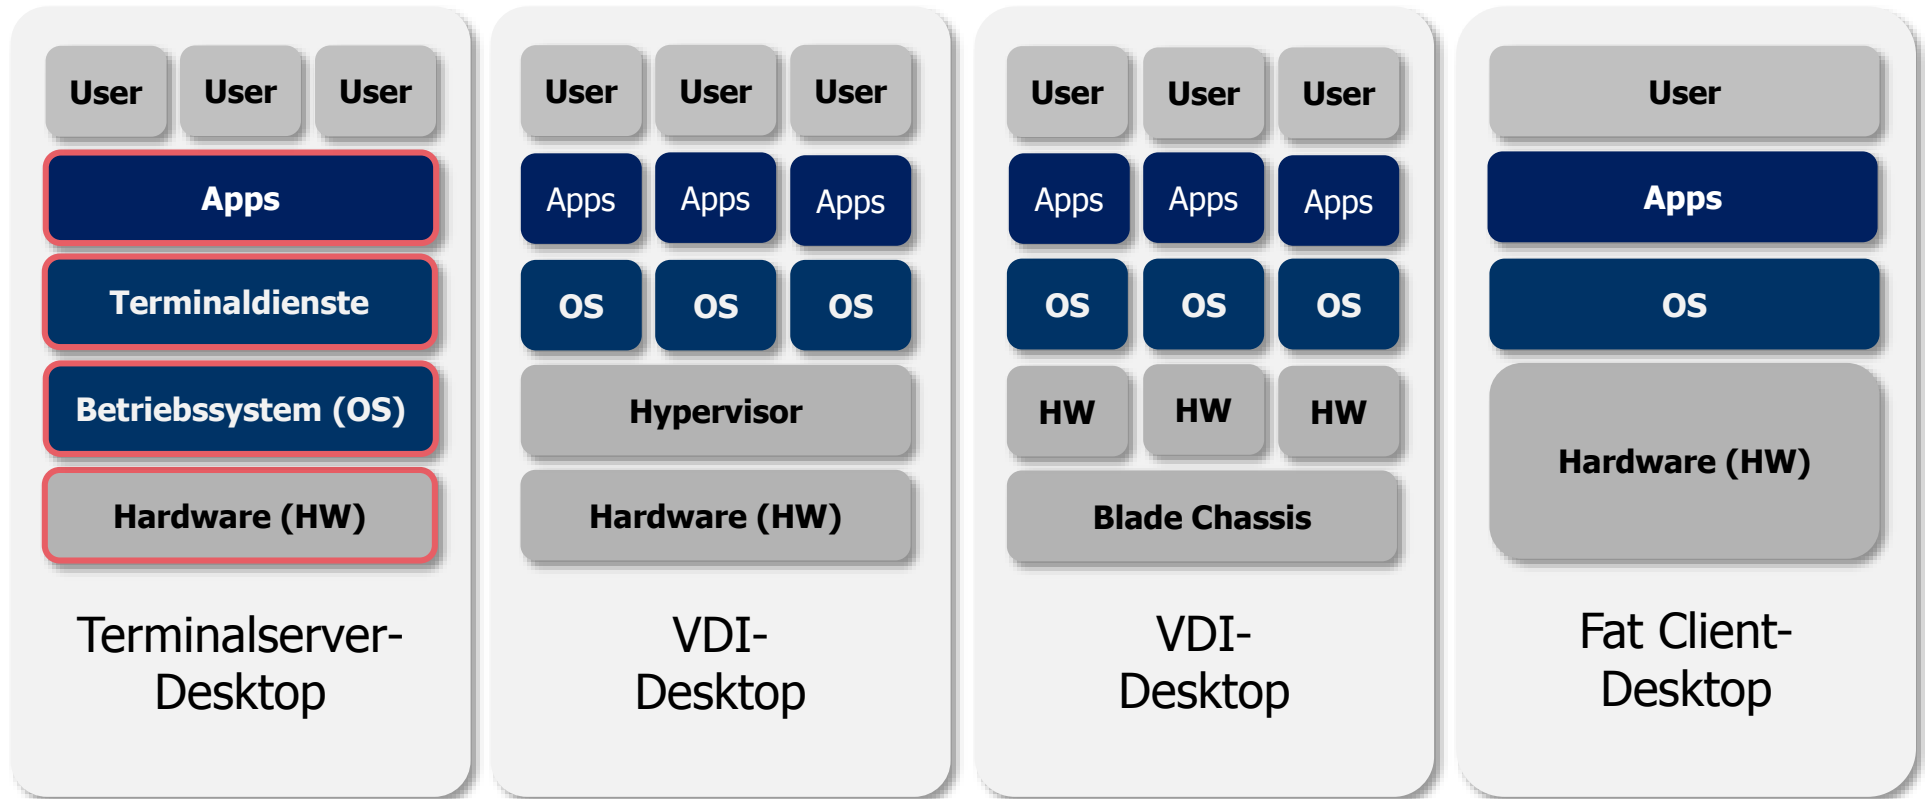 User User User
Apps
Terminaldienste
Betriebssystem (OS)
Hardware (HW)
Terminalserver-
Desktop
User User User
Apps Apps Apps
OS OS OS
Hypervisor
Hardware (HW)
VDI-
Desktop
User User User
Apps Apps Apps
OS OS OS
HW HW HW
Blade Chassis
VDI-
Desktop
User
Apps
OS
Hardware (HW)
Fat Client-
Desktop